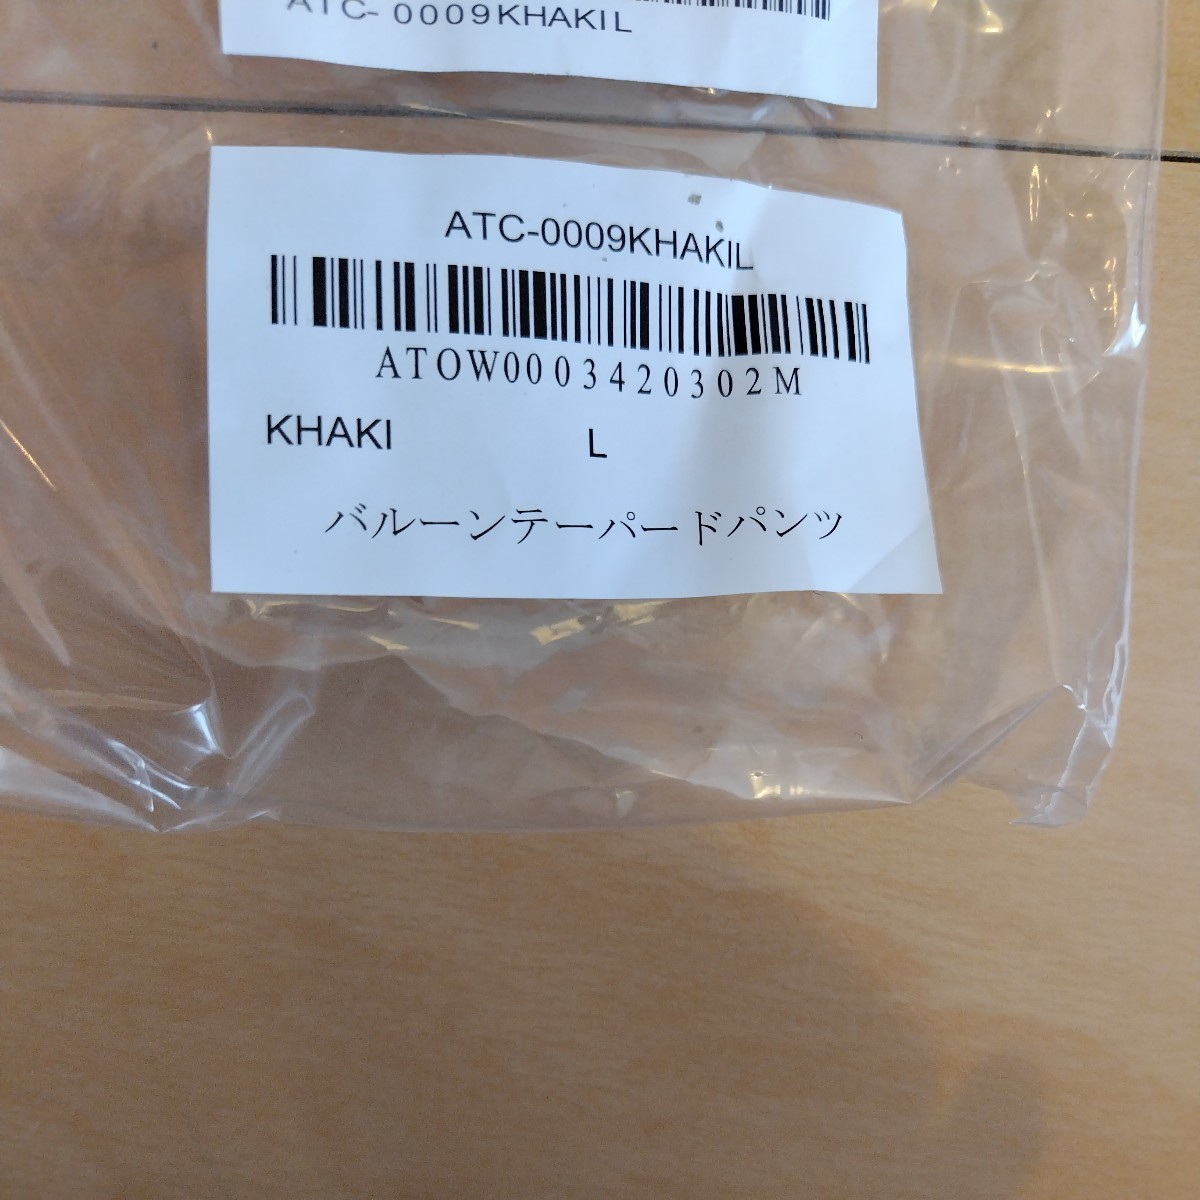 ATC- 0009KHAKIL
ATC-0009KHAKIL
ATOW0003420302M
KHAKI L
バルーンテーパードパンツ